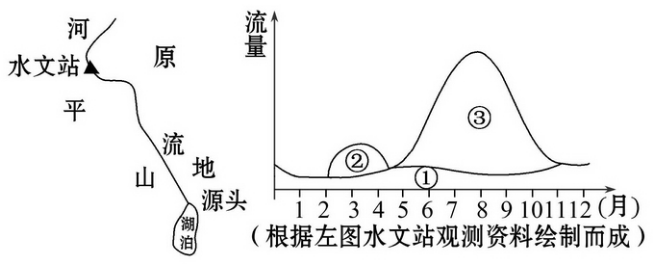 河
原
水文站
平
流
山 地
源头
湖泊
流量
③
②
①
1 2 3 4 5 6 7 8 9 10 11 12 (月)
(根据左图水文站观测资料绘制而成)